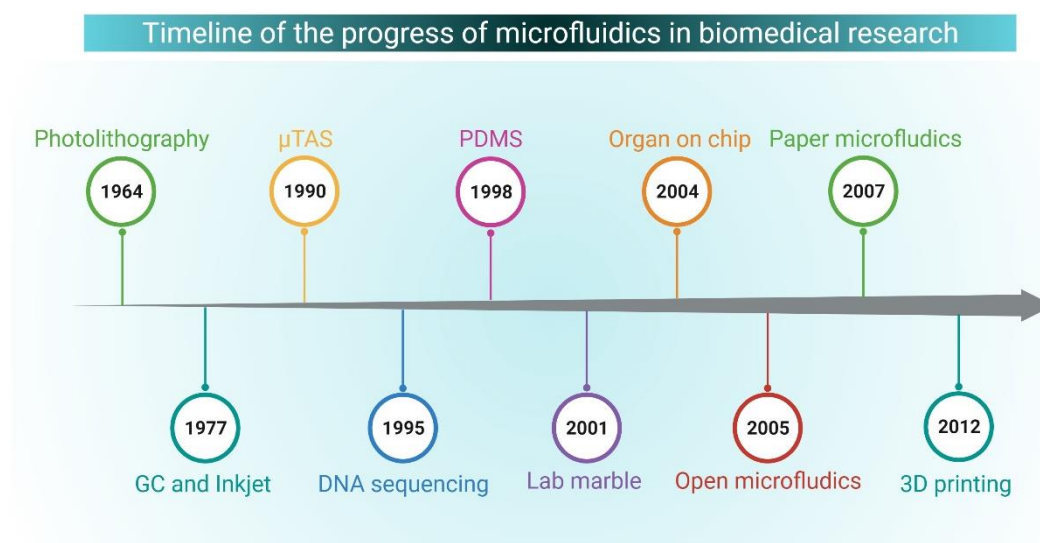 Timeline of the progress of microfluidics in biomedical research
Photolithography
µTAS
PDMS
Organ on chip
Paper microfludics
1964
1990
1998
2004
2007
1977
1995
2001
2005
2012
GC and Inkjet
DNA sequencing
Lab marble
Open microfludics
3D printing